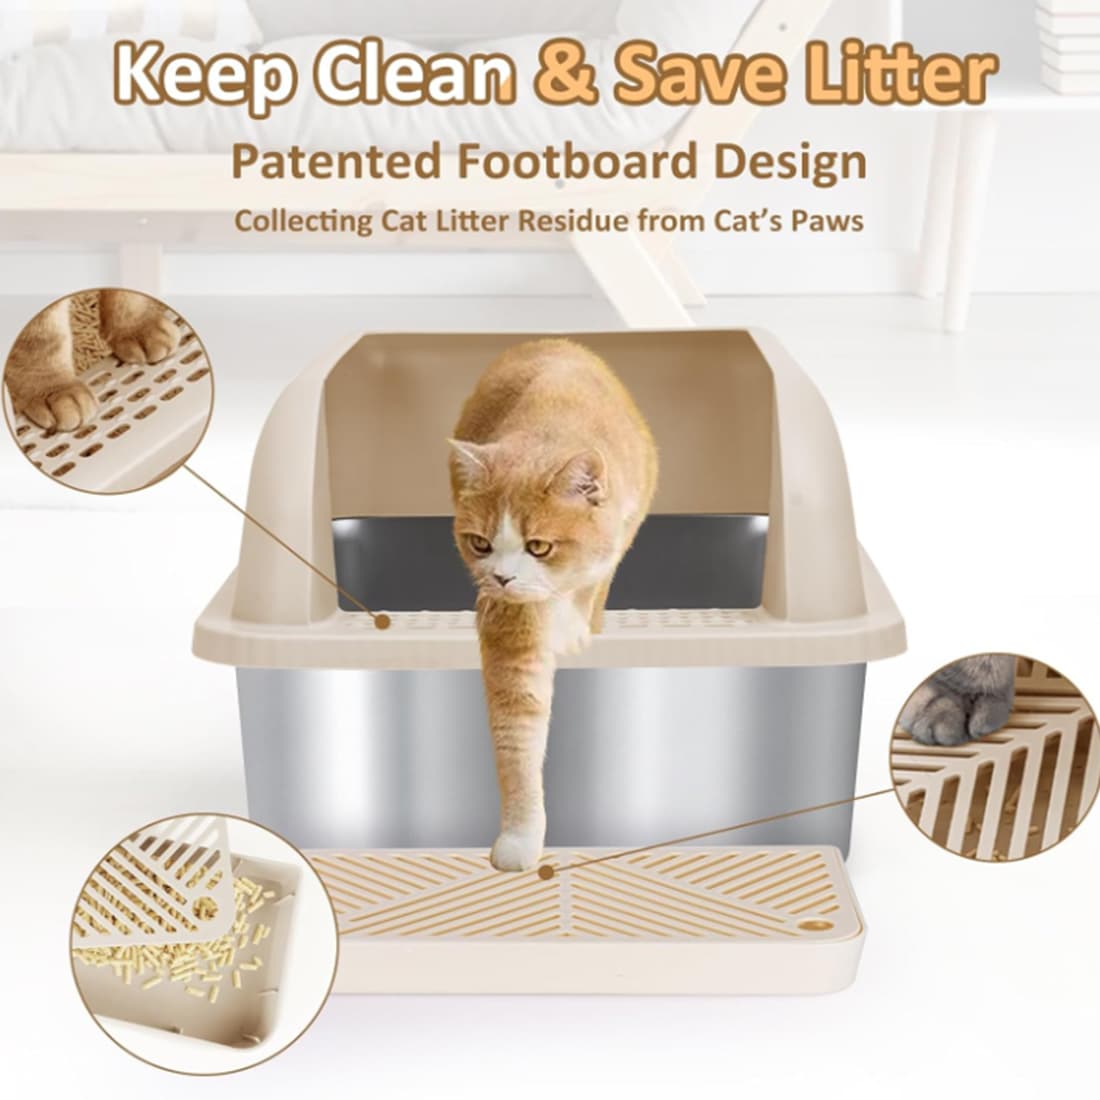 Keep Clean & Save Litter
Patented Footboard Design
Collecting Cat Litter Residue from Cat's Paws